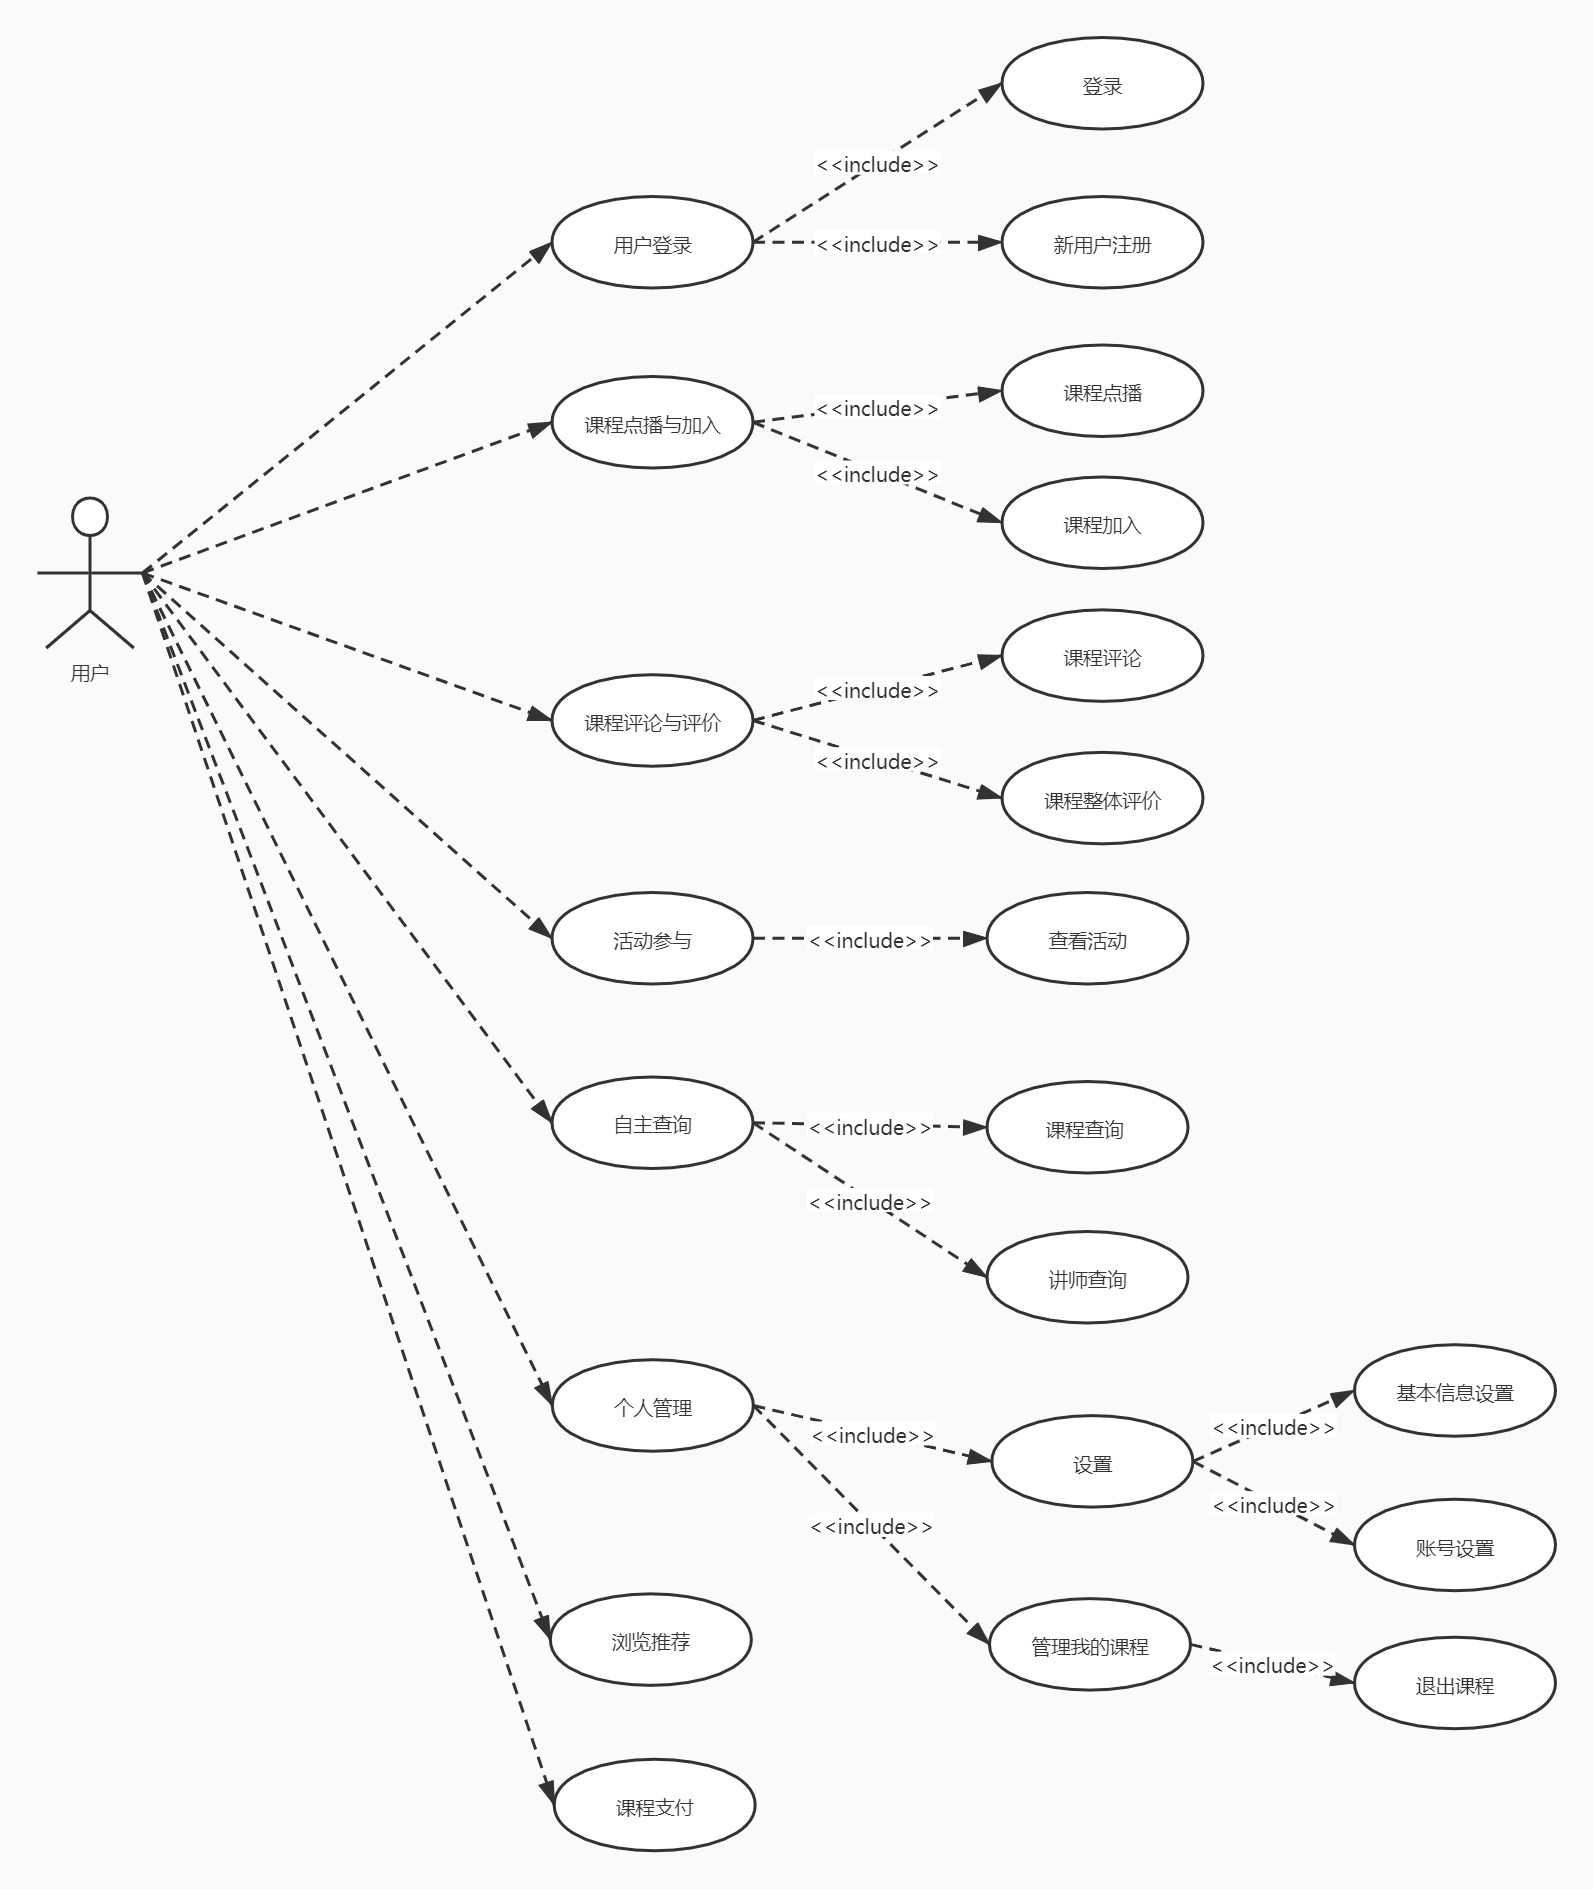 登录
<<include>>
用户登录
<<include>>
新用户注册
课程点播
<<include>>
课程点播与加入
<<include>>
课程加入
用户
课程评论
<<include>>
课程评论与评价
<<include>>
课程整体评价
活动参与
<<include>>
查看活动
自主查询
<<include>>
课程查询
<<include>>
讲师查询
个人管理
<<include>>
设置
<<include>>
基本信息设置
<<include>>
账号设置
<<include>>
管理我的课程
<<include>>
退出课程
浏览推荐
课程支付